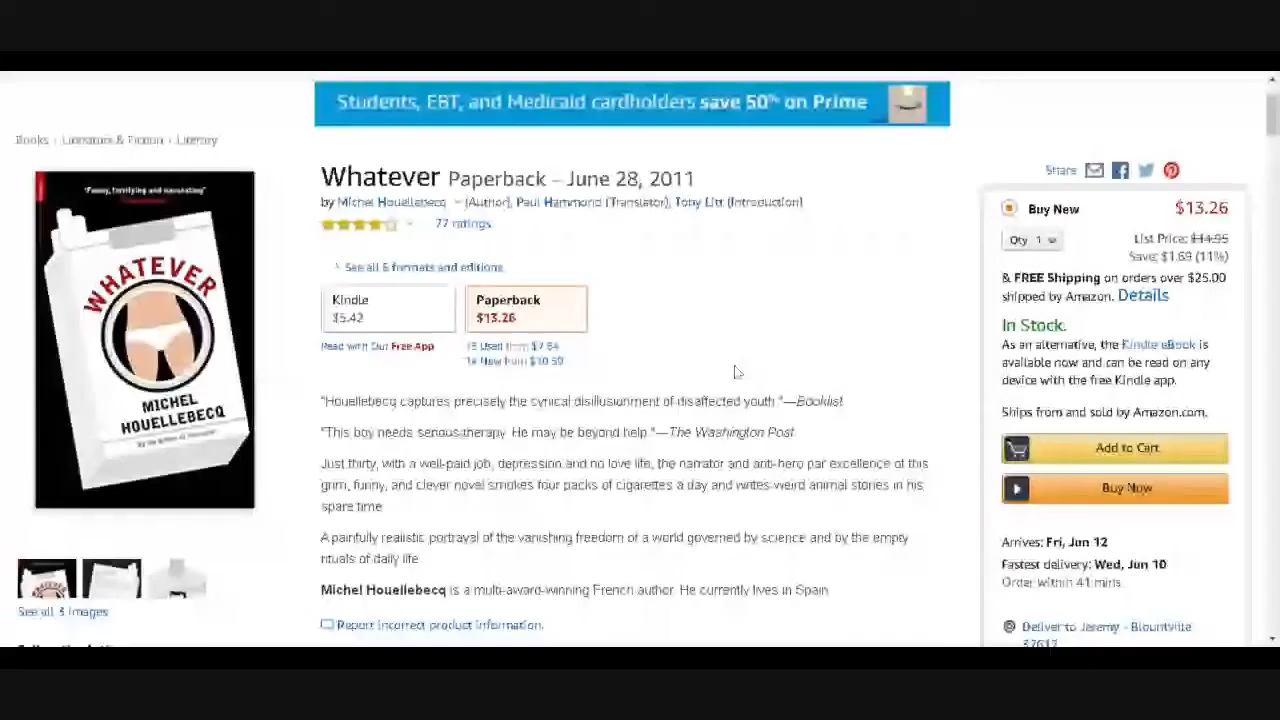 Students, EBT, and Medicaid cardholders save 50% on Prime
Books › Literature & Fiction › Literary
"Funny, terrifying and nauseating"
WHATEVER
MICHEL
HOUELLEBECQ
Whatever Paperback – June 28, 2011
by Michel Houellebecq (Author), Paul Hammond (Translator), Tony Litt (Introduction)
77 ratings
See all 6 formats and editions
Kindle
$5.42
Paperback
$13.26
Read with Our Free App
14 New from $10.59
"Houellebecq captures precisely the cynical disillusionment of disaffected youth."—Booklist
"This boy needs serious therapy. He may be beyond help."—The Washington Post
Just thirty, with a well-paid job, depression and no love life, the narrator and anti-hero par excellence of this
grim, funny, and clever novel smokes four packs of cigarettes a day and writes weird animal stories in his
spare time.
A painfully realistic portrayal of the vanishing freedom of a world governed by science and by the empty
rituals of daily life.
Michel Houellebecq is a multi-award-winning French author. He currently lives in Spain.
Report incorrect product information.
See all 3 images
Share
Buy New $13.26
Qty 1
List Price: $14.95
Save: $1.69 (11%)
& FREE Shipping on orders over $25.00
shipped by Amazon. Details
In Stock.
As an alternative, the Kindle eBook is
available now and can be read on any
device with the free Kindle app.
Ships from and sold by Amazon.com.
Add to Cart
Buy Now
Arrives: Fri, Jun 12
Fastest delivery: Wed, Jun 10
Order within 41 mins
Deliver to Jeremy - Blountville